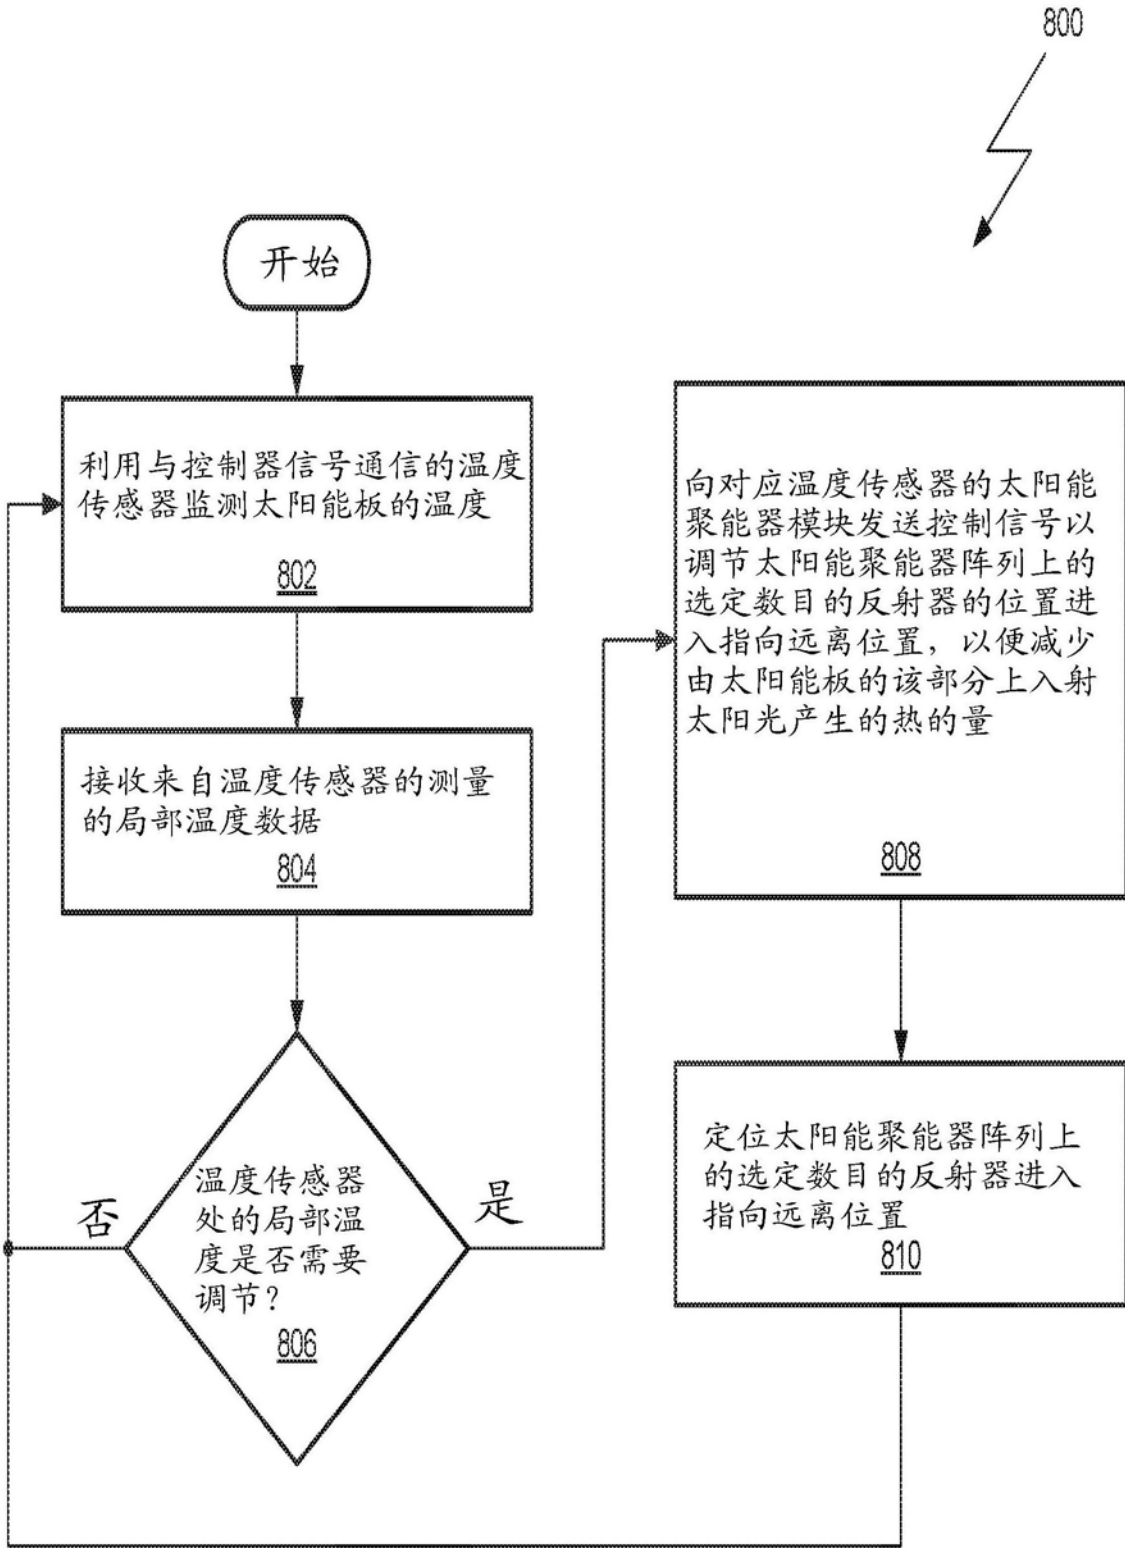 800
开始
利用与控制器信号通信的温度
传感器监测太阳能板的温度
802
接收来自温度传感器的测量
的局部温度数据
804
温度传感器
处的局部温
度是否需要
调节?
806
否
是
向对应温度传感器的太阳能
聚能器模块发送控制信号以
调节太阳能聚能器阵列上的
选定数目的反射器的位置进
入指向远离位置，以便减少
由太阳能板的该部分上入射
太阳光产生的热的量
808
定位太阳能聚能器阵列上
的选定数目的反射器进入
指向远离位置
810